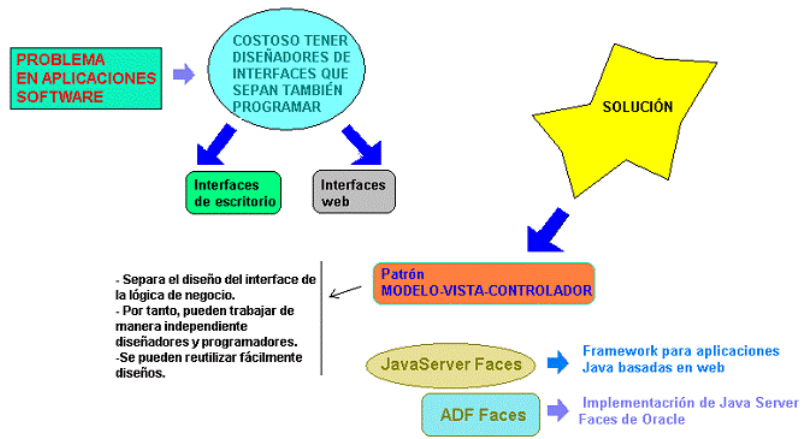 PROBLEMA
EN APLICACIONES
SOFTWARE
COSTOSO TENER
DISEÑADORES DE
INTERFACES QUE
SEPAN TAMBIÉN
PROGRAMAR
Interfaces
de escritorio
Interfaces
web
SOLUCIÓN
Patrón
MODELO-VISTA-CONTROLADOR
- Separa el diseño del interface de
la lógica de negocio.
- Por tanto, pueden trabajar de
manera independiente
diseñadores y programadores.
-Se pueden reutilizar fácilmente
diseños.
JavaServer Faces
Framework para aplicaciones
Java basadas en web
ADF Faces
Implementacrión de Java Server
Faces de Oracle